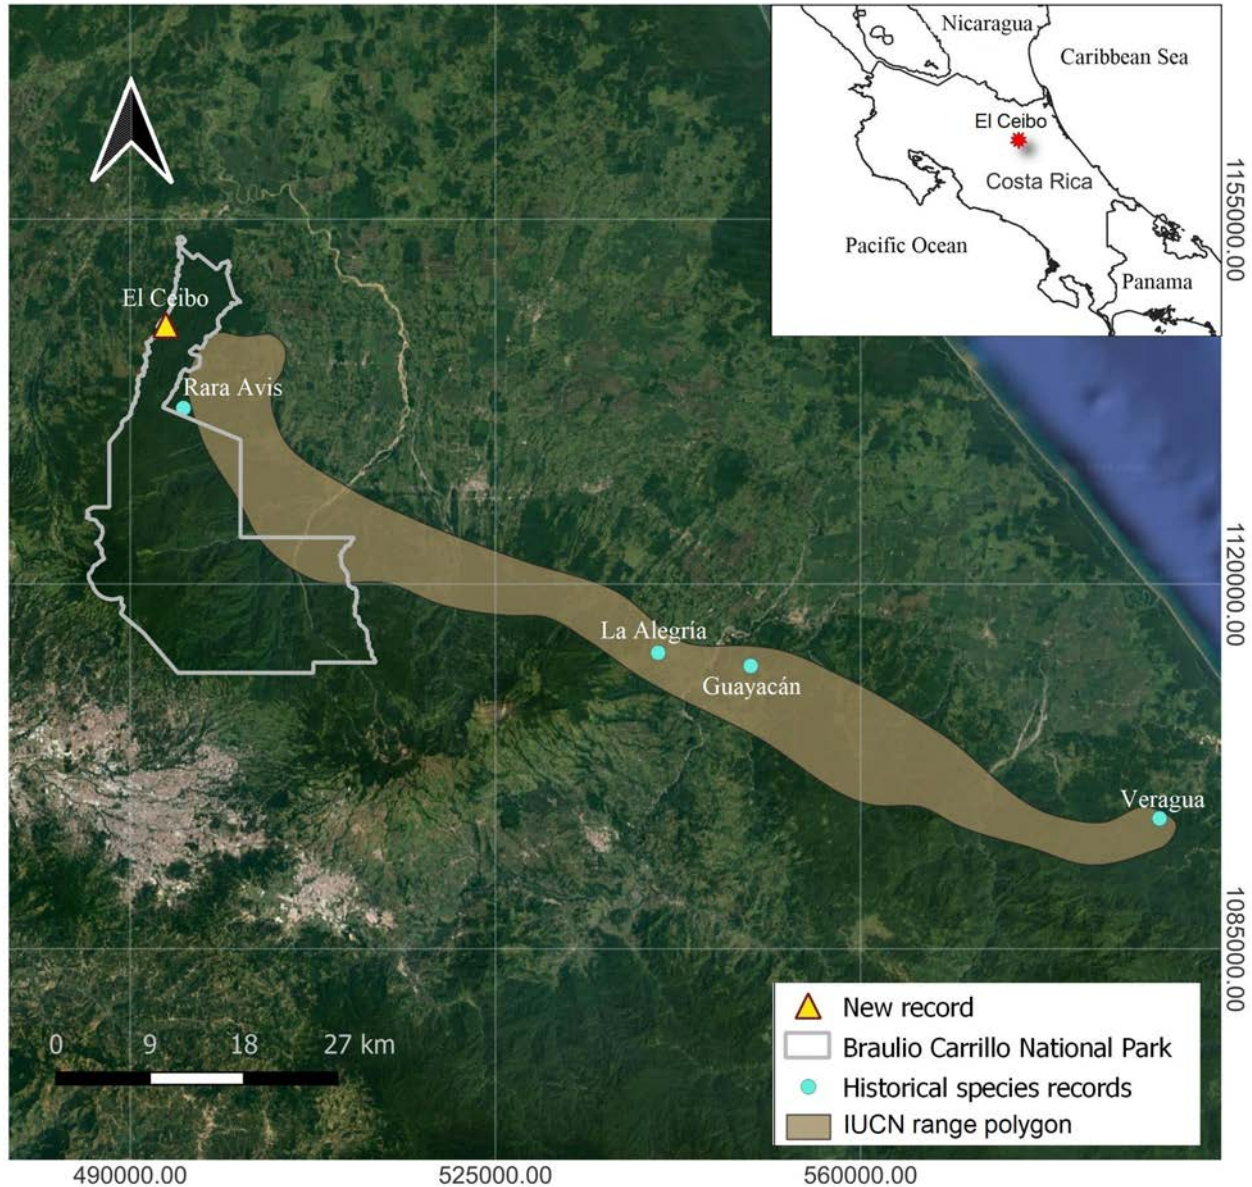 Nicaragua
Caribbean Sea
El Ceibo
Costa Rica
Pacific Ocean
Panama
1155000.00
El Ceibo
Rara Avis
1120000.00
La Alegría
Guayacán
Veragua
1085000.00
New record
Braulio Carrillo National Park
Historical species records
IUCN range polygon
0 9 18 27 km
490000.00 525000.00 560000.00